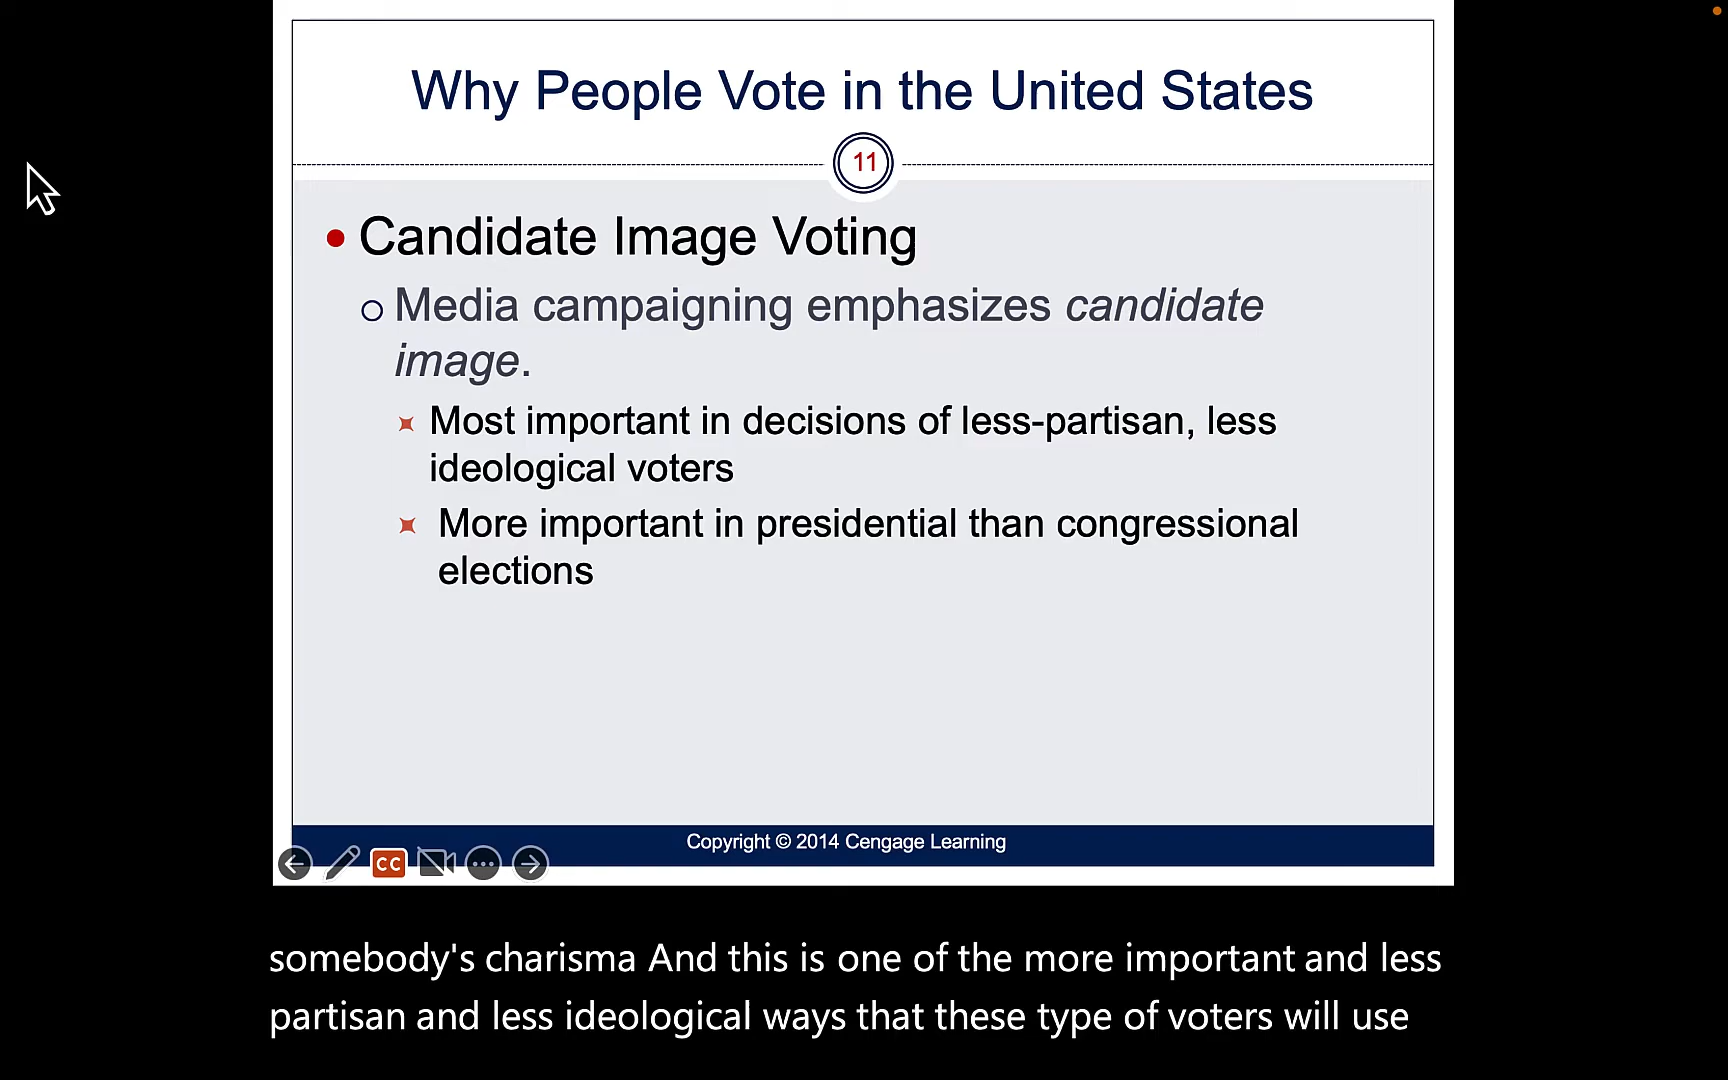 Why People Vote in the United States
11
Candidate Image Voting
Media campaigning emphasizes candidate
image.
Most important in decisions of less-partisan, less
ideological voters
More important in presidential than congressional
elections
Copyright © 2014 Cengage Learning
CC
somebody's charisma And this is one of the more important and less
partisan and less ideological ways that these type of voters will use